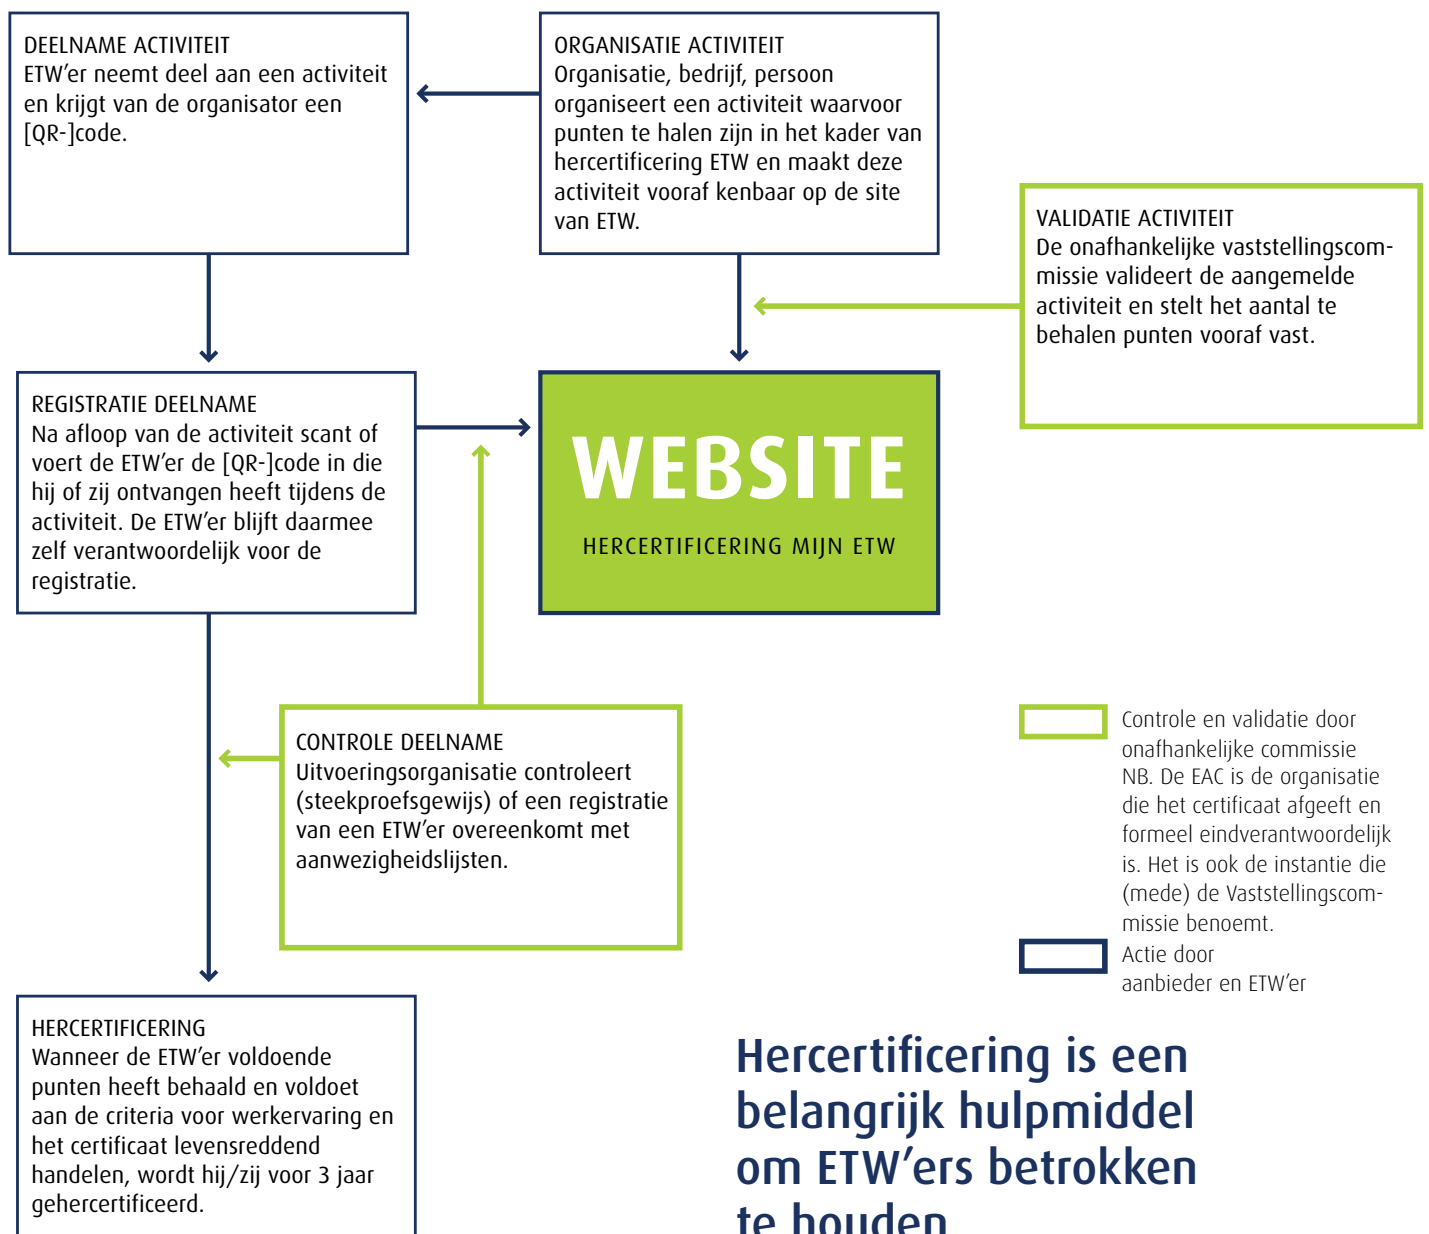 DEELNAME ACTIVITEIT
ETW’er neemt deel aan een activiteit
en krijgt van de organisator een
[QR-]code.
ORGANISATIE ACTIVITEIT
Organisatie, bedrijf, persoon
organiseert een activiteit waarvoor
punten te halen zijn in het kader van
hercertificering ETW en maakt deze
activiteit vooraf kenbaar op de site
van ETW.
VALIDATIE ACTIVITEIT
De onafhankelijke vaststellingscom-
missie valideert de aangemelde
activiteit en stelt het aantal te
behalen punten vooraf vast.
REGISTRATIE DEELNAME
Na afloop van de activiteit scant of
voert de ETW’er de [QR-]code in die
hij of zij ontvangen heeft tijdens de
activiteit. De ETW’er blijft daarmee
zelf verantwoordelijk voor de
registratie.
WEBSITE
HERCERTIFICERING MIJN ETW
CONTROLE DEELNAME
Uitvoeringsorganisatie controleert
(steekproefsgewijs) of een registratie
van een ETW’er overeenkomt met
aanwezigheidslijsten.
Controle en validatie door
onafhankelijke commissie
NB. De EAC is de organisatie
die het certificaat afgeeft en
formeel eindverantwoordelijk
is. Het is ook de instantie die
(mede) de Vaststellingscom-
missie benoemt.
Actie door
aanbieder en ETW’er
HERCERTIFICERING
Wanneer de ETW’er voldoende
punten heeft behaald en voldoet
aan de criteria voor werkervaring en
het certificaat levensreddend
handelen, wordt hij/zij voor 3 jaar
gehercertificeerd.
Hercertificering is een
belangrijk hulpmiddel
om ETW’ers betrokken
te houden